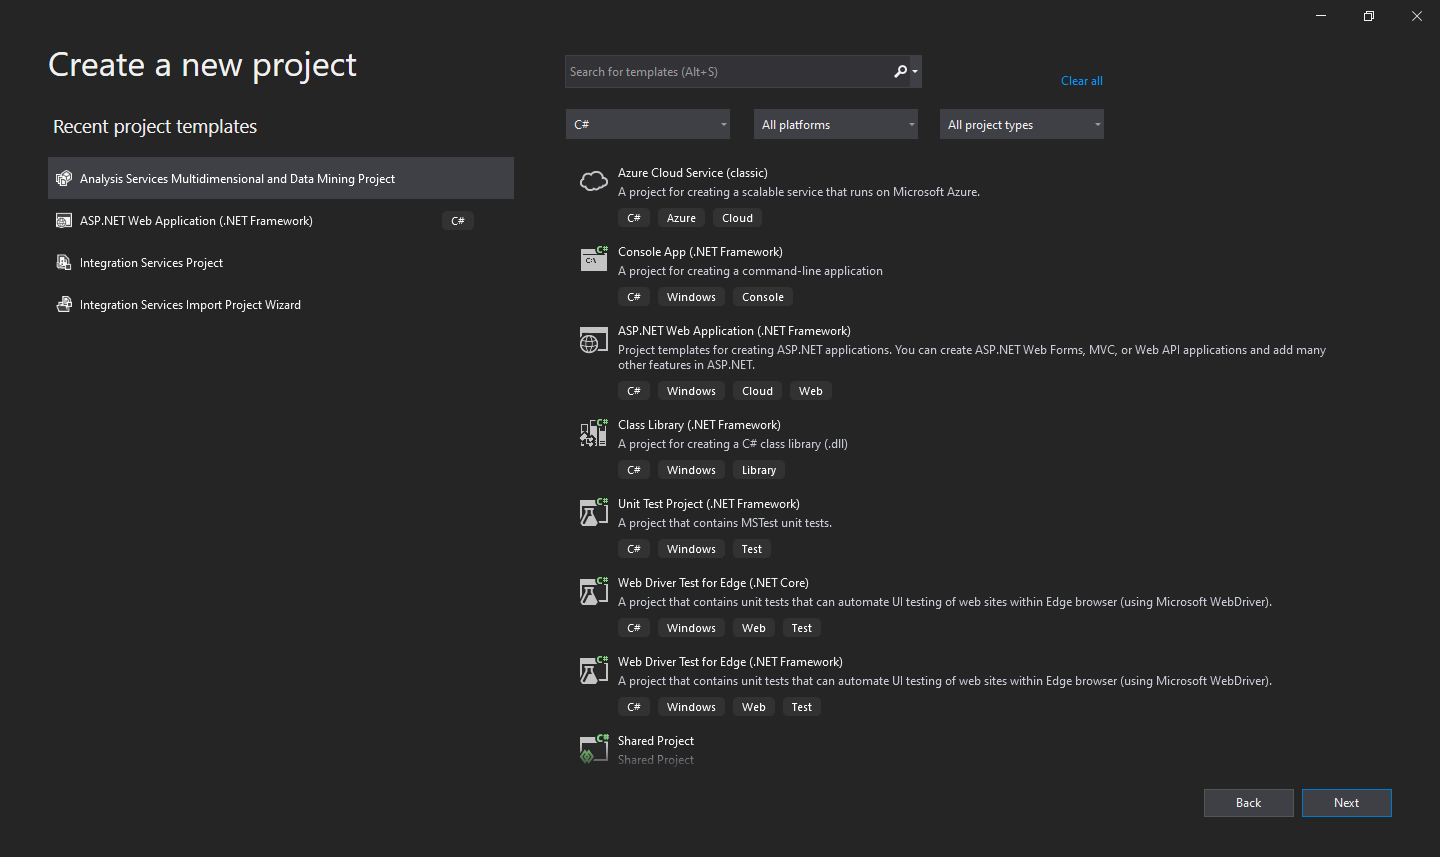 Create a new project
Search for templates (Alt+S)
Clear all
Recent project templates
C#
All platforms
All project types
Analysis Services Multidimensional and Data Mining Project
ASP.NET Web Application (.NET Framework)
C#
Integration Services Project
Integration Services Import Project Wizard
Azure Cloud Service (classic)
A project for creating a scalable service that runs on Microsoft Azure.
C# Azure Cloud
C#
Console App (.NET Framework)
C:\
A project for creating a command-line application
C# Windows Console
ASP.NET Web Application (.NET Framework)
Project templates for creating ASP.NET applications. You can create ASP.NET Web Forms, MVC, or Web API applications and add many
other features in ASP.NET.
C# Windows Cloud Web
C#
Class Library (.NET Framework)
A project for creating a C# class library (.dll)
C# Windows Library
C#
Unit Test Project (.NET Framework)
A project that contains MSTest unit tests.
C# Windows Test
C#
Web Driver Test for Edge (.NET Core)
A project that contains unit tests that can automate UI testing of web sites within Edge browser (using Microsoft WebDriver).
C# Windows Web Test
C#
Web Driver Test for Edge (.NET Framework)
A project that contains unit tests that can automate UI testing of web sites within Edge browser (using Microsoft WebDriver).
C# Windows Web Test
C#
Shared Project
Shared Project
Back
Next